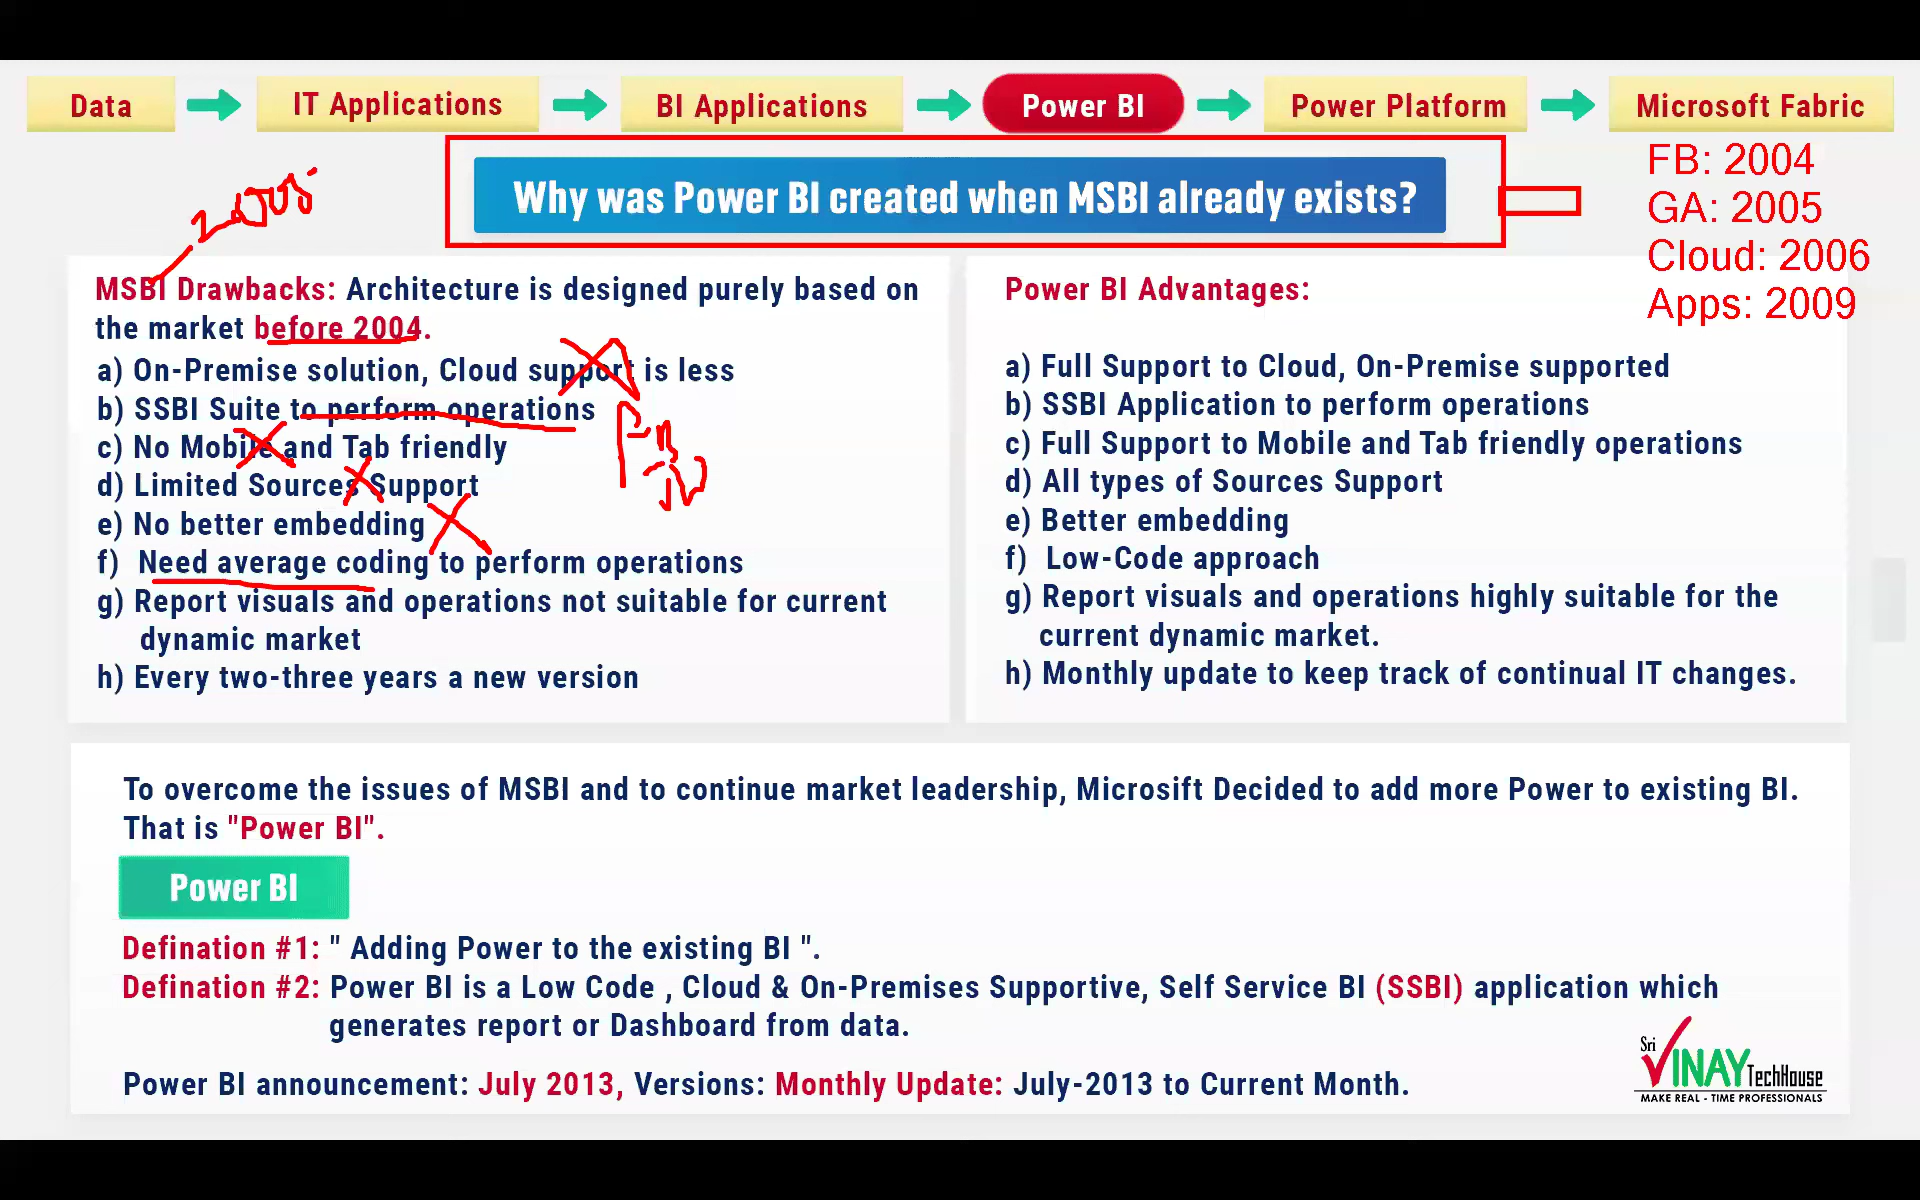 Data
IT Applications
BI Applications
Power BI
Power Platform
Microsoft Fabric
Why was Power BI created when MSBI already exists?
FB: 2004
GA: 2005
Cloud: 2006
Apps: 2009
MSBI Drawbacks: Architecture is designed purely based on
the market before 2004.
a) On-Premise solution, Cloud support is less
b) SSBI Suite to perform operations
c) No Mobile and Tab friendly
d) Limited Sources Support
e) No better embedding
f) Need average coding to perform operations
g) Report visuals and operations not suitable for current
dynamic market
h) Every two-three years a new version
Power BI Advantages:
a) Full Support to Cloud, On-Premise supported
b) SSBI Application to perform operations
c) Full Support to Mobile and Tab friendly operations
d) All types of Sources Support
e) Better embedding
f) Low-Code approach
g) Report visuals and operations highly suitable for the
current dynamic market.
h) Monthly update to keep track of continual IT changes.
To overcome the issues of MSBI and to continue market leadership, Microsift Decided to add more Power to existing BI.
That is "Power BI".
Power BI
Defination #1: " Adding Power to the existing BI ".
Defination #2: Power BI is a Low Code , Cloud & On-Premises Supportive, Self Service BI (SSBI) application which
generates report or Dashboard from data.
Power BI announcement: July 2013, Versions: Monthly Update: July-2013 to Current Month.
Sri
VINAY TechHouse
MAKE REAL - TIME PROFESSIONALS